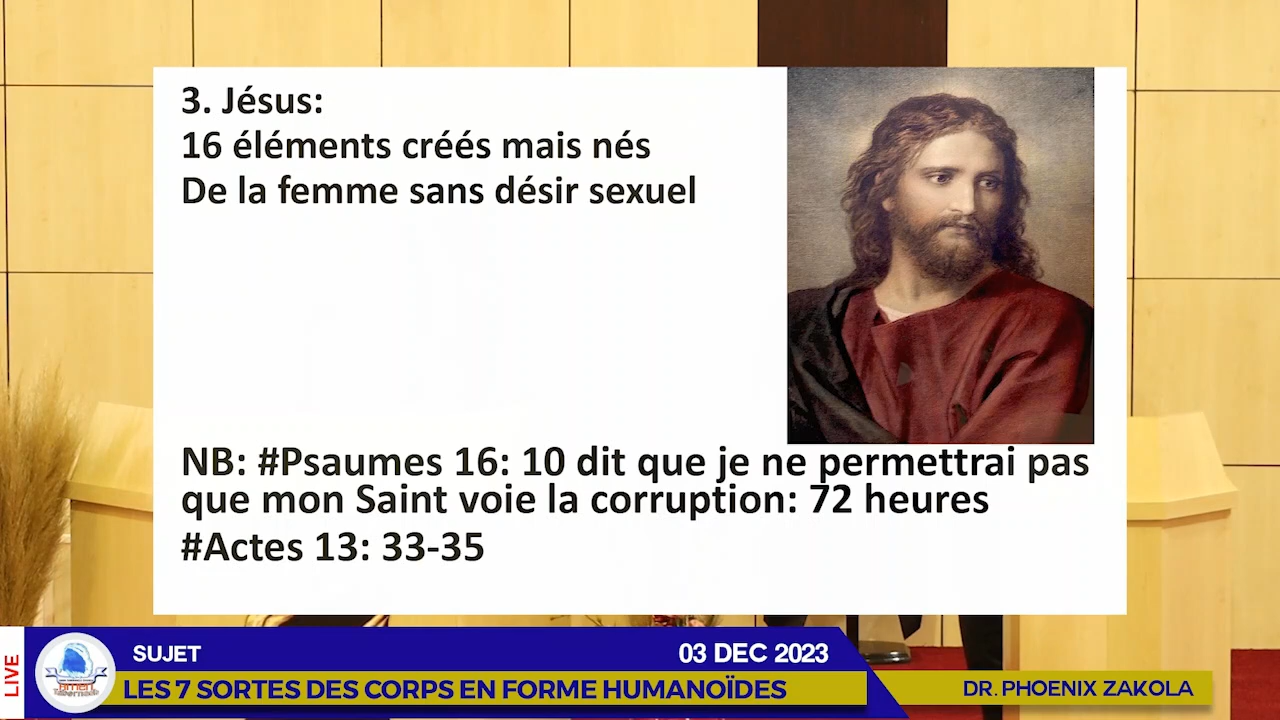 3. Jésus:
16 éléments créés mais nés
De la femme sans désir sexuel
NB: #Psaumes 16: 10 dit que je ne permettrai pas
que mon Saint voie la corruption: 72 heures
#Actes 13: 33-35
LIVE
SUJET
03 DEC 2023
LES 7 SORTES DES CORPS EN FORME HUMANOÏDES
DR. PHOENIX ZAKOLA